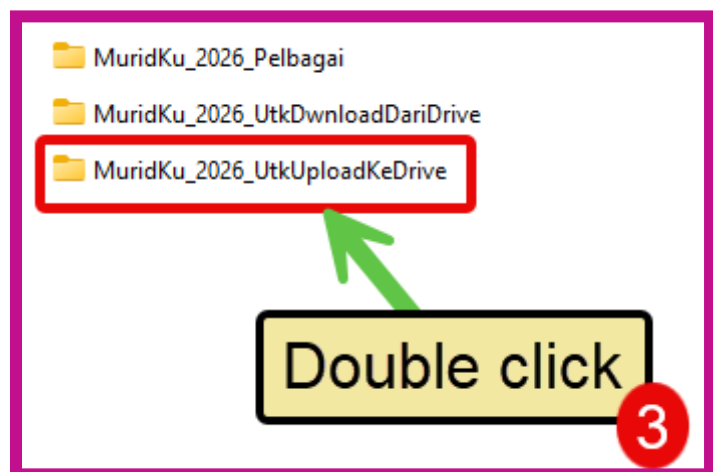 MuridKu_2026_Pelbagai
MuridKu_2026_UtkDwnloadDariDrive
MuridKu_2026_UtkUploadKeDrive
Double click
3